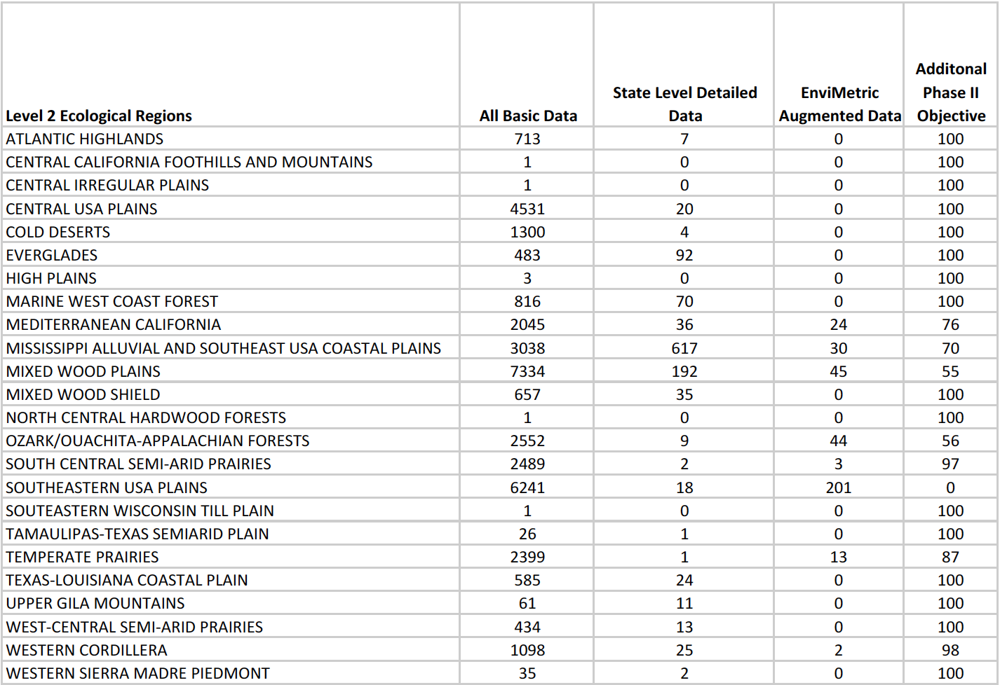 Level 2 Ecological Regions All Basic Data State Level Detailed Data EnviMetric Augmented Data Additonal Phase II Objective
ATLANTIC HIGHLANDS 713 7 0 100
CENTRAL CALIFORNIA FOOTHILLS AND MOUNTAINS 1 0 0 100
CENTRAL IRREGULAR PLAINS 1 0 0 100
CENTRAL USA PLAINS 4531 20 0 100
COLD DESERTS 1300 4 0 100
EVERGLADES 483 92 0 100
HIGH PLAINS 3 0 0 100
MARINE WEST COAST FOREST 816 70 0 100
MEDITERRANEAN CALIFORNIA 2045 36 24 76
MISSISSIPPI ALLUVIAL AND SOUTHEAST USA COASTAL PLAINS 3038 617 30 70
MIXED WOOD PLAINS 7334 192 45 55
MIXED WOOD SHIELD 657 35 0 100
NORTH CENTRAL HARDWOOD FORESTS 1 0 0 100
OZARK/OUACHITA-APPALACHIAN FORESTS 2552 9 44 56
SOUTH CENTRAL SEMI-ARID PRAIRIES 2489 2 3 97
SOUTHEASTERN USA PLAINS 6241 18 201 0
SOUTEASTERN WISCONSIN TILL PLAIN 1 0 0 100
TAMAULIPAS-TEXAS SEMIARID PLAIN 26 1 0 100
TEMPERATE PRAIRIES 2399 1 13 87
TEXAS-LOUISIANA COASTAL PLAIN 585 24 0 100
UPPER GILA MOUNTAINS 61 11 0 100
WEST-CENTRAL SEMI-ARID PRAIRIES 434 13 0 100
WESTERN CORDILLERA 1098 25 2 98
WESTERN SIERRA MADRE PIEDMONT 35 2 0 100